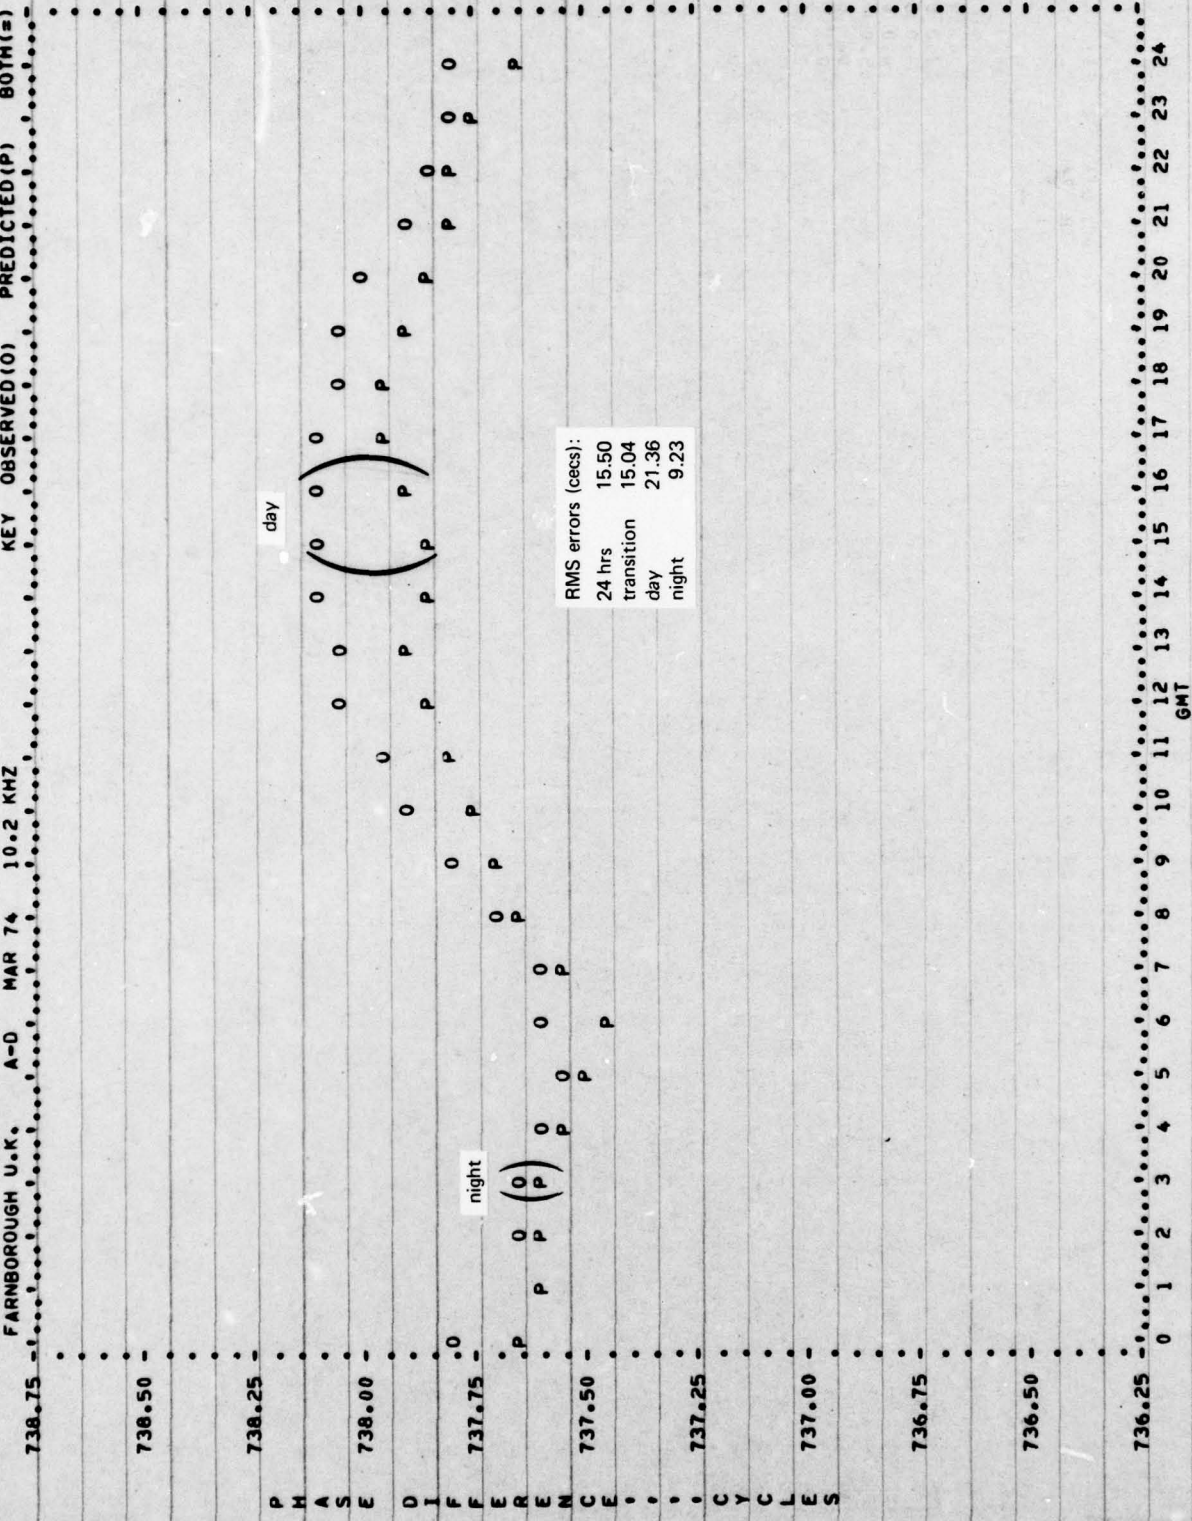 FARNBOROUGH U.K. A-D MAR 74 10.2 KHZ KEY OBSERVED(O) PREDICTED(P) BOTH(=)
738.75
738.50
738.25
738.00
737.75
737.50
737.25
737.00
736.75
736.50
736.25
PHASE DIFFERENCE....CYCLES
day
night
RMS errors (cecs):
24 hrs 15.50
transition 15.04
day 21.36
night 9.23
0 1 2 3 4 5 6 7 8 9 10 11 12 13 14 15 16 17 18 19 20 21 22 23 24
GMT